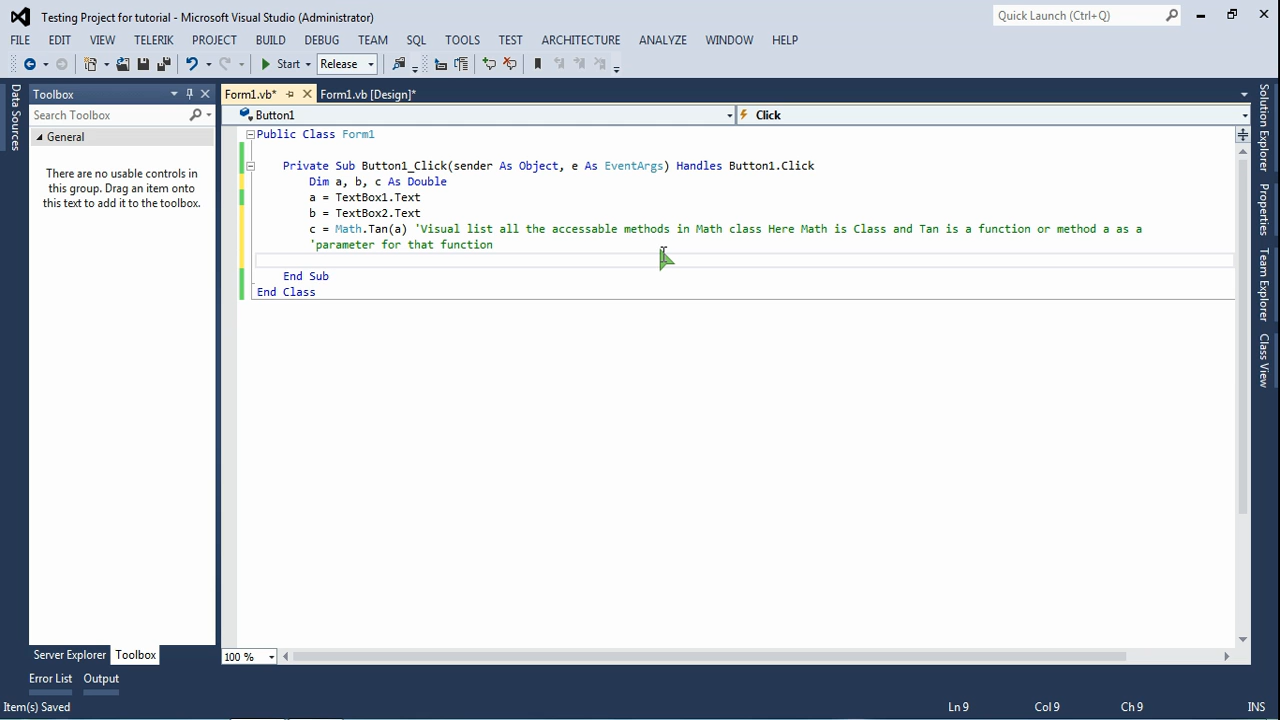 Testing Project for tutorial - Microsoft Visual Studio (Administrator)
Quick Launch (Ctrl+Q)
FILE EDIT VIEW TELERIK PROJECT BUILD DEBUG TEAM SQL TOOLS TEST ARCHITECTURE ANALYZE WINDOW HELP
Start Release
Data Sources
Toolbox
Search Toolbox
General
There are no usable controls in
this group. Drag an item onto
this text to add it to the toolbox.
Server Explorer Toolbox
Form1.vb* Form1.vb [Design]*
Button1 Click
Public Class Form1
Private Sub Button1_Click(sender As Object, e As EventArgs) Handles Button1.Click
Dim a, b, c As Double
a = TextBox1.Text
b = TextBox2.Text
c = Math.Tan(a) 'Visual list all the accessable methods in Math class Here Math is Class and Tan is a function or method a as a
'parameter for that function
End Sub
End Class
100 %
Solution Explorer
Properties
Team Explorer
Class View
Error List Output
Item(s) Saved Ln 9 Col 9 Ch 9 INS